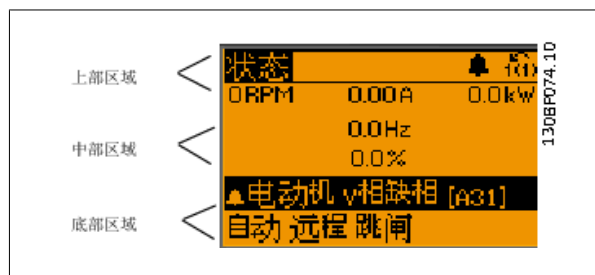 上部区域
中部区域
底部区域
状态
1(1)
0RPM 0.00A 0.0kW
0.0Hz
0.0%
电动机 v相缺相 [A31]
自动 远程 跳闸
130BP074.10